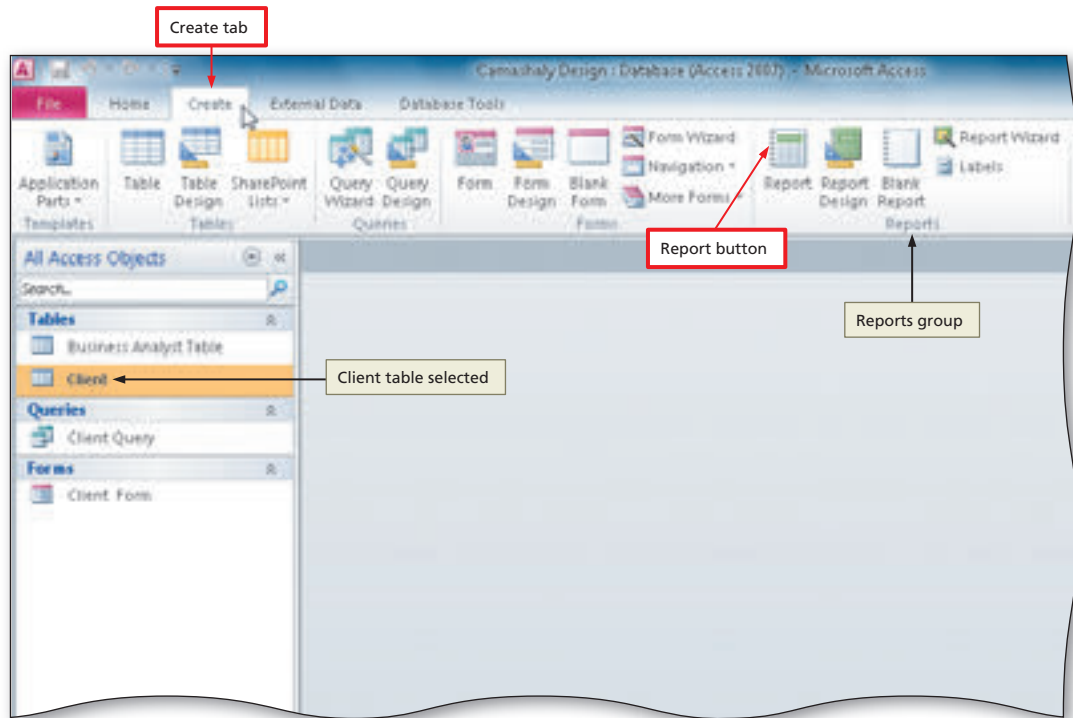 Create tab
Camashaly Design : Database (Access 2007) - Microsoft Access
File Home Create External Data Database Tools
Application Parts Table Table Design SharePoint Lists Query Wizard Query Design Form Form Design Blank Form Form Wizard Navigation More Forms Report Report Design Blank Report Report Wizard Labels
Templates Tables Queries Forms Reports
Report button
Reports group
All Access Objects
Search...
Tables
Business Analyst Table
Client
Client table selected
Queries
Client Query
Forms
Client Form